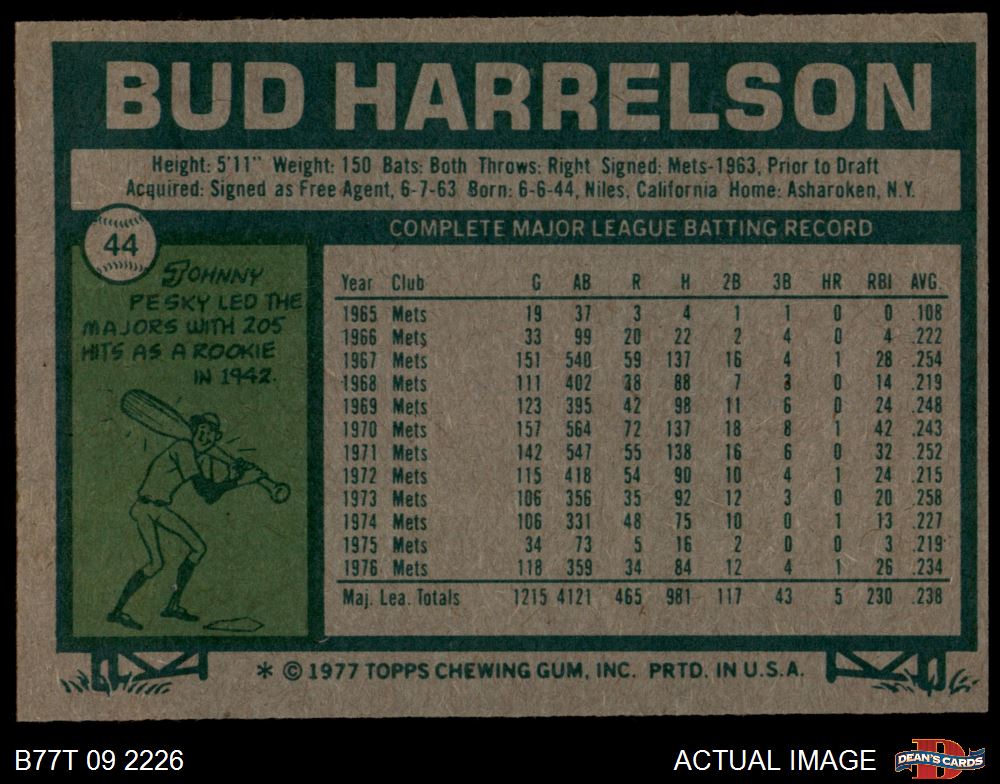 BUD HARRELSON
Height: 5'11" Weight: 150 Bats: Both Throws: Right Signed: Mets-1963, Prior to Draft
Acquired: Signed as Free Agent, 6-7-63 Born: 6-6-44, Niles, California Home: Asharoken, N.Y.
44
JOHNNY
PESKY LED THE
MAJORS WITH 205
HITS AS A ROOKIE
IN 1942.
COMPLETE MAJOR LEAGUE BATTING RECORD
Year Club G AB R H 2B 3B HR RBI AVG.
1965 Mets 19 37 3 4 1 1 0 0 .108
1966 Mets 33 99 20 22 2 4 0 4 .222
1967 Mets 151 540 59 137 16 4 1 28 .254
1968 Mets 111 402 38 88 7 3 0 14 .219
1969 Mets 123 395 42 98 11 6 0 24 .248
1970 Mets 157 564 72 137 18 8 1 42 .243
1971 Mets 142 547 55 138 16 6 0 32 .252
1972 Mets 115 418 54 90 10 4 1 24 .215
1973 Mets 106 356 35 92 12 3 0 20 .258
1974 Mets 106 331 48 75 10 0 1 13 .227
1975 Mets 34 73 5 16 2 0 0 3 .219
1976 Mets 118 359 34 84 12 4 1 26 .234
Maj. Lea. Totals 1215 4121 465 981 117 43 5 230 .238
* © 1977 TOPPS CHEWING GUM, INC. PRTD. IN U.S.A.
B77T 09 2226
ACTUAL IMAGE
D
DEAN'S CARDS